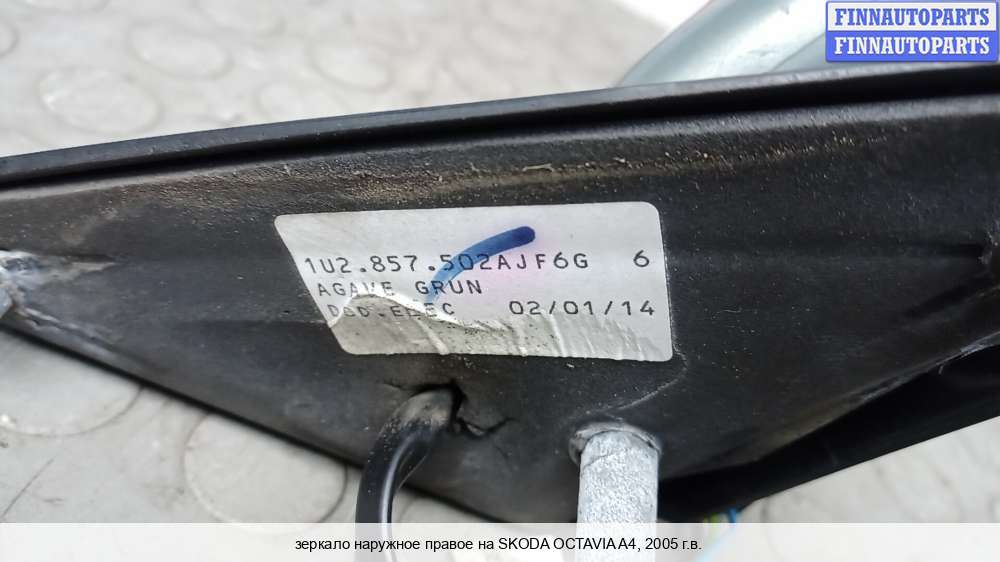 FINNAUTOPARTS
FINNAUTOPARTS
1U2.857.502AJF6G 6
AGAVE GRUN
02/01/14
зеркало наружное правое на SKODA OCTAVIA A4, 2005 г.в.